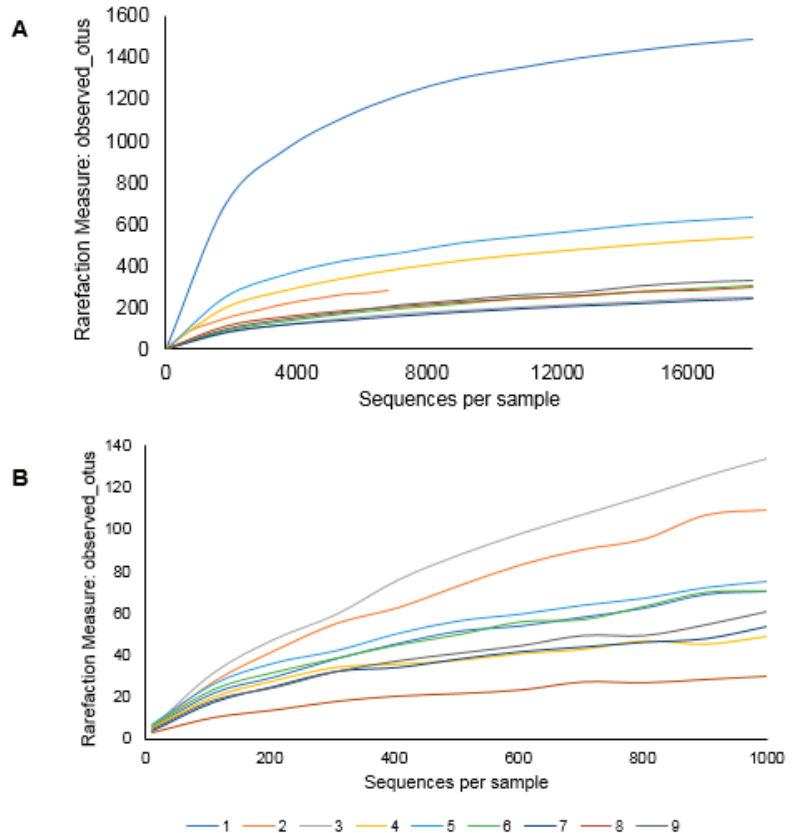 A
Rarefaction Measure: observed_otus
1600
1400
1200
1000
800
600
400
200
0
0 4000 8000 12000 16000
Sequences per sample
B
Rarefaction Measure: observed_otus
140
120
100
80
60
40
20
0
0 200 400 600 800 1000
Sequences per sample
1 2 3 4 5 6 7 8 9